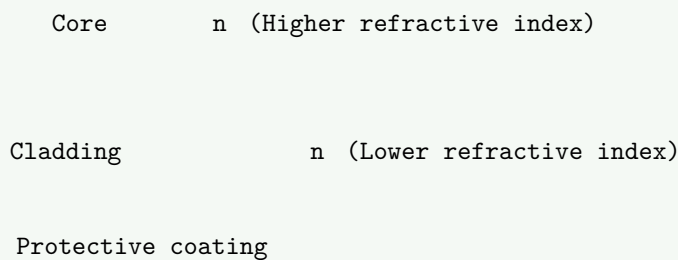 Core n (Higher refractive index)
Cladding n (Lower refractive index)
Protective coating